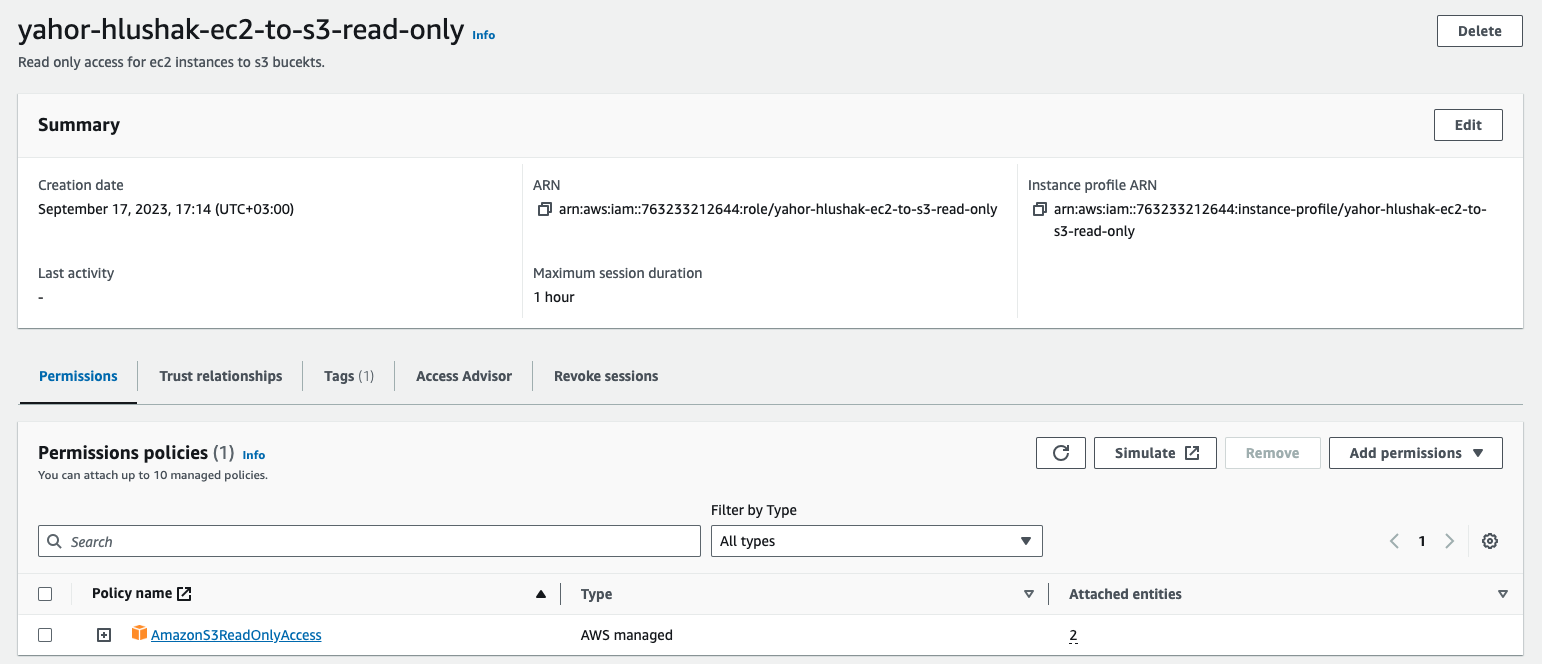 yahor-hlushak-ec2-to-s3-read-only Info
Delete
Read only access for ec2 instances to s3 bucekts.
Summary
Edit
Creation date
September 17, 2023, 17:14 (UTC+03:00)
ARN
arn:aws:iam::763233212644:role/yahor-hlushak-ec2-to-s3-read-only
Instance profile ARN
arn:aws:iam::763233212644:instance-profile/yahor-hlushak-ec2-to-
s3-read-only
Last activity
-
Maximum session duration
1 hour
Permissions
Trust relationships
Tags (1)
Access Advisor
Revoke sessions
Permissions policies (1) Info
You can attach up to 10 managed policies.
Simulate
Remove
Add permissions
Filter by Type
Search
All types
1
Policy name
Type
Attached entities
AmazonS3ReadOnlyAccess
AWS managed
2